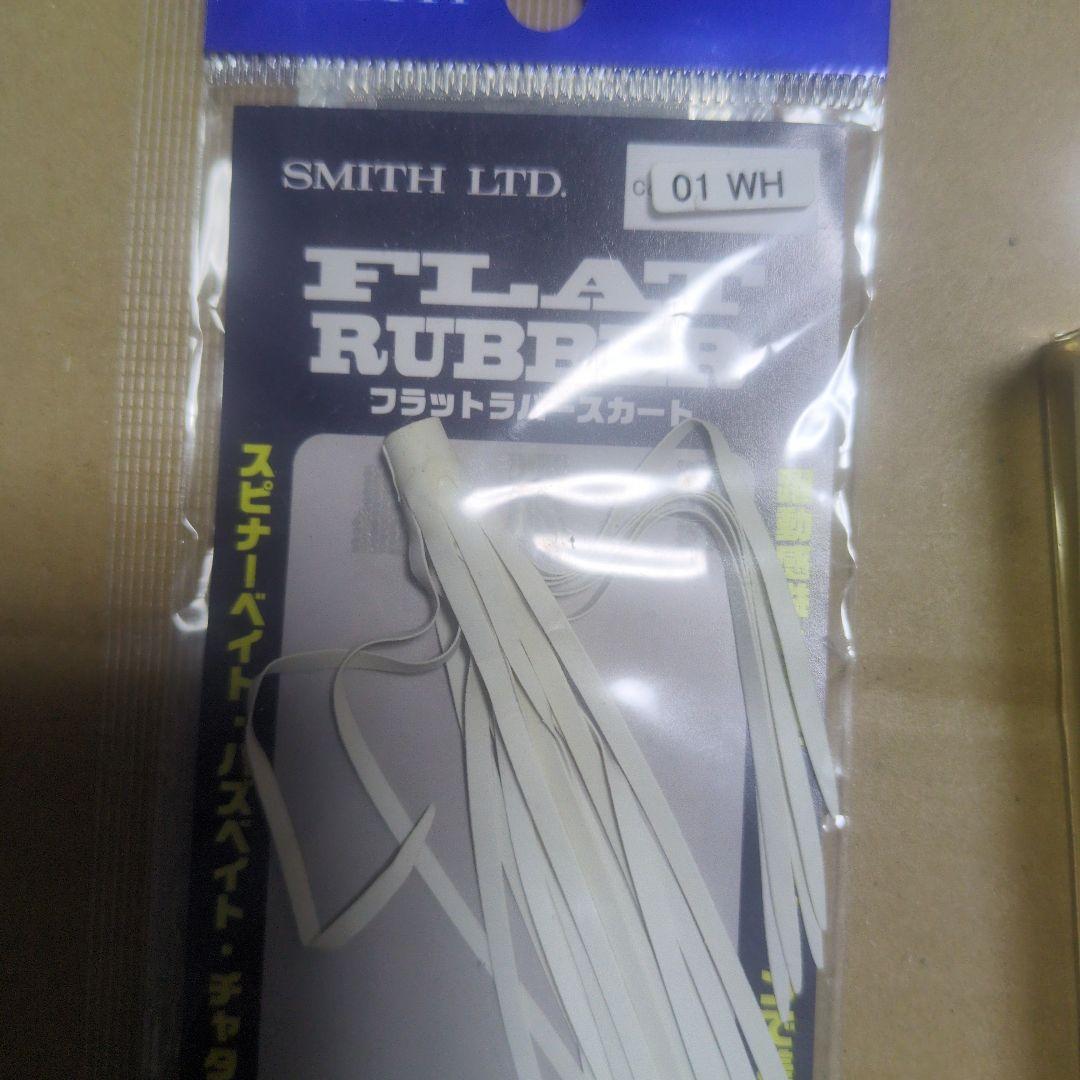 SMITH LTD.
01 WH
FLAT
RUBBER
フラットラバースカート
スピナーベイト・バズベイト・チャタ